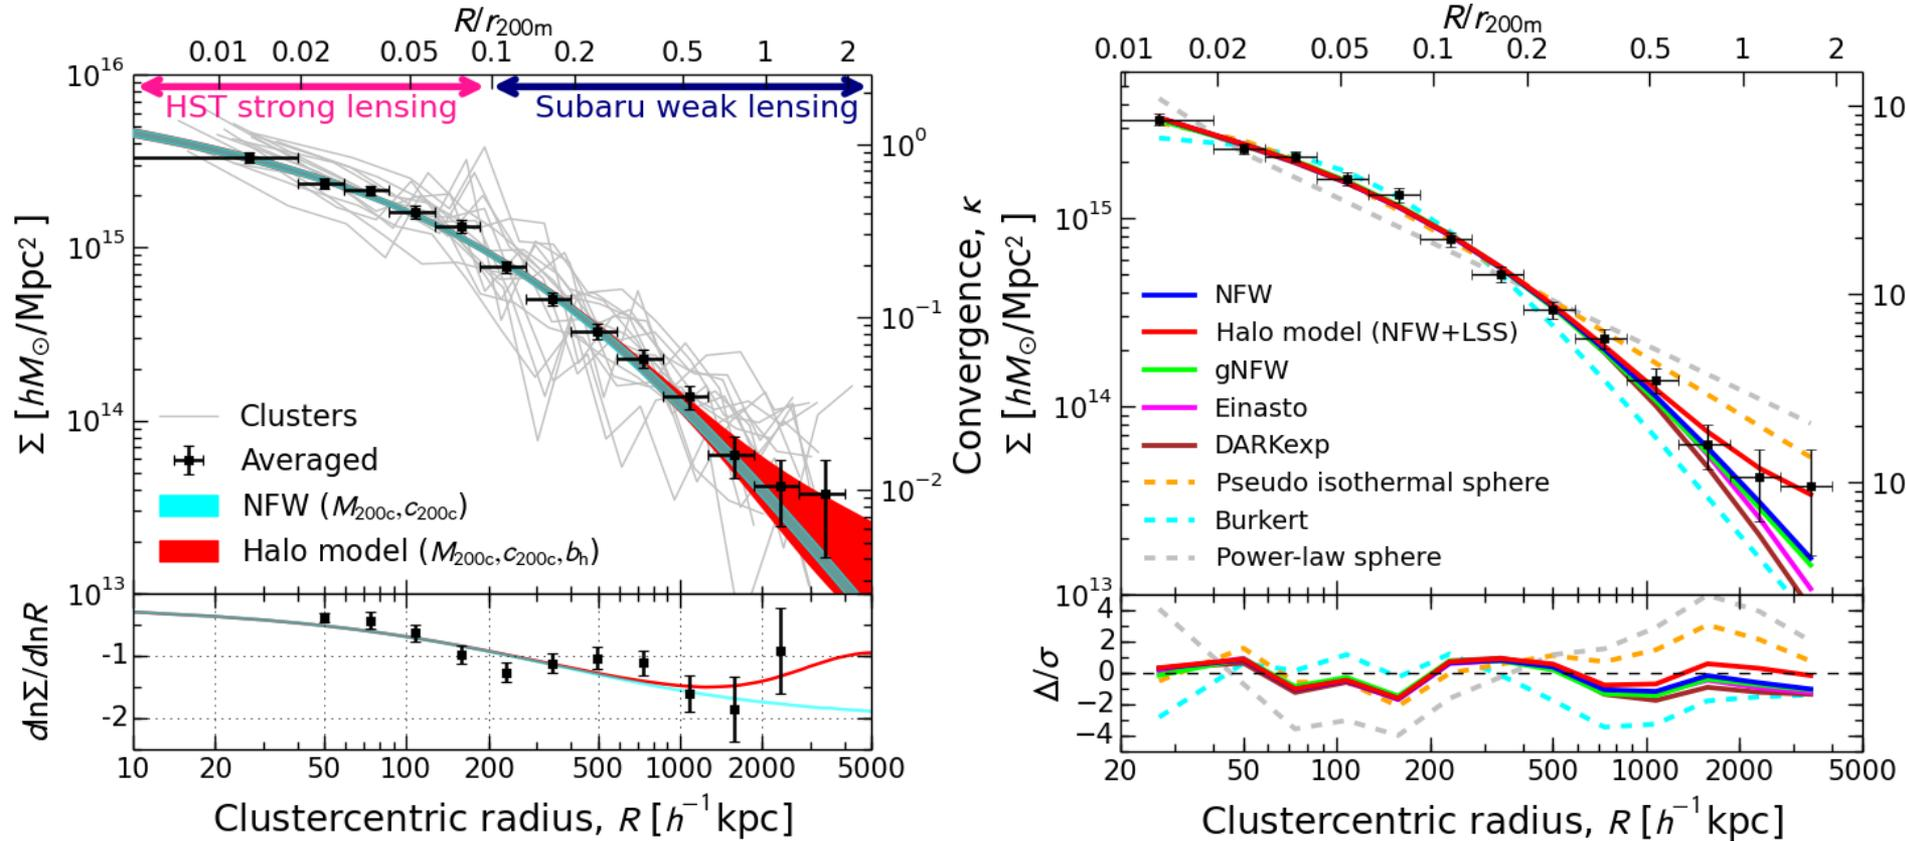 R/r200m
0.01 0.02 0.05 0.1 0.2 0.5 1 2
10^16
HST strong lensing
Subaru weak lensing
10^0
10^15
Σ [hM⊙/Mpc^2]
10^-1
Convergence, κ
10^14
Clusters
Averaged
NFW (M200c,c200c)
10^-2
Halo model (M200c,c200c,bh)
10^13
dlnΣ/dlnR
-1
-2
10 20 50 100 200 500 1000 2000 5000
Clustercentric radius, R [h^-1 kpc]
R/r200m
0.01 0.02 0.05 0.1 0.2 0.5 1 2
10
10^15
Σ [hM⊙/Mpc^2]
NFW
10
Halo model (NFW+LSS)
gNFW
10^14
Einasto
DARKexp
Pseudo isothermal sphere
10
Burkert
Power-law sphere
10^13
4
2
0
−2
−4
Δ/σ
20 50 100 200 500 1000 2000 5000
Clustercentric radius, R [h^-1 kpc]